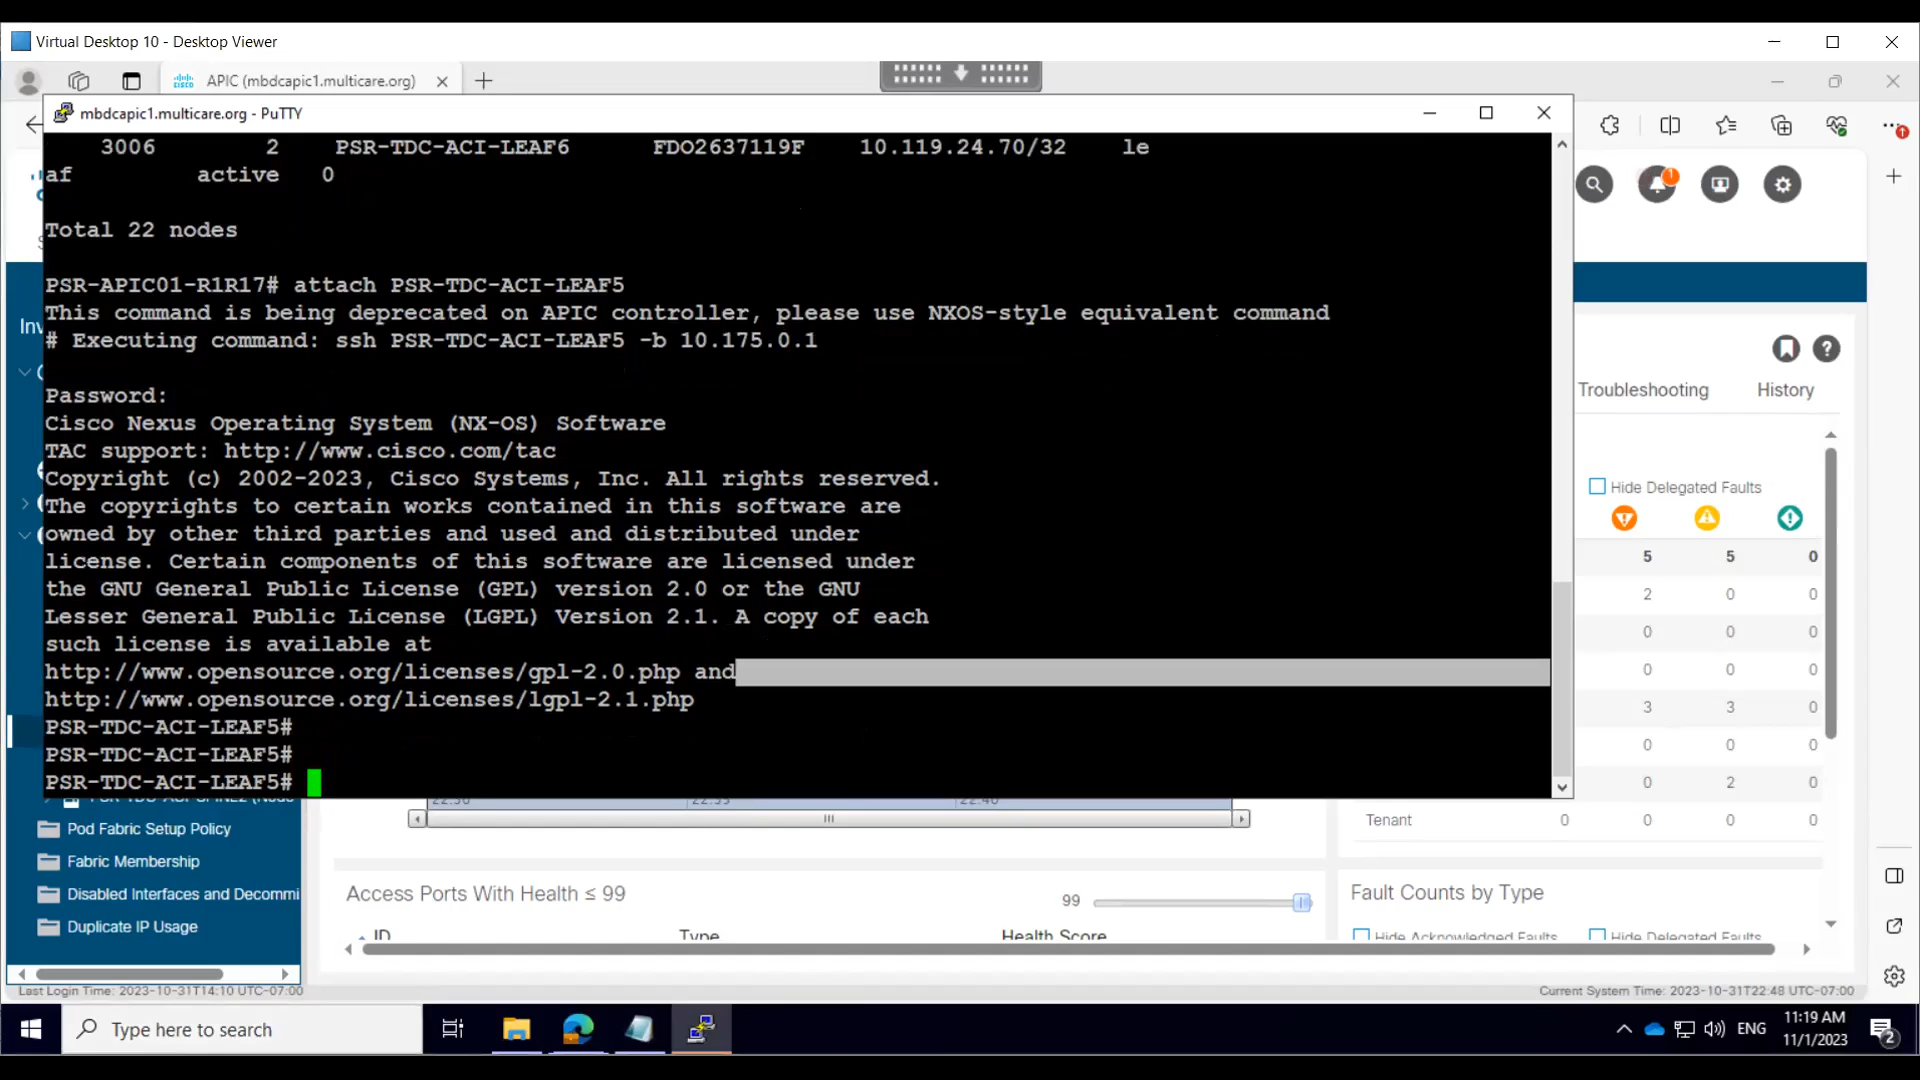 Virtual Desktop 10 - Desktop Viewer
APIC (mbdcapic1.multicare.org)
mbdcapic1.multicare.org - PuTTY
3006 2 PSR-TDC-ACI-LEAF6 FDO2637119F 10.119.24.70/32 le
af active 0
Total 22 nodes
PSR-APIC01-R1R17# attach PSR-TDC-ACI-LEAF5
This command is being deprecated on APIC controller, please use NXOS-style equivalent command
# Executing command: ssh PSR-TDC-ACI-LEAF5 -b 10.175.0.1
Password:
Cisco Nexus Operating System (NX-OS) Software
TAC support: http://www.cisco.com/tac
Copyright (c) 2002-2023, Cisco Systems, Inc. All rights reserved.
The copyrights to certain works contained in this software are
owned by other third parties and used and distributed under
license. Certain components of this software are licensed under
the GNU General Public License (GPL) version 2.0 or the GNU
Lesser General Public License (LGPL) Version 2.1. A copy of each
such license is available at
http://www.opensource.org/licenses/gpl-2.0.php and
http://www.opensource.org/licenses/lgpl-2.1.php
PSR-TDC-ACI-LEAF5#
PSR-TDC-ACI-LEAF5#
PSR-TDC-ACI-LEAF5#
Inv
Troubleshooting History
Hide Delegated Faults
5 5 0
2 0 0
0 0 0
0 0 0
3 3 0
0 0 0
0 2 0
Tenant 0 0 0 0
22:30 22:35 22:40
Pod Fabric Setup Policy
Fabric Membership
Disabled Interfaces and Decommi
Duplicate IP Usage
Access Ports With Health ≤ 99
99
ID Type Health Score
Fault Counts by Type
Hide Acknowledged Faults Hide Delegated Faults
Last Login Time: 2023-10-31T14:10 UTC-07:00
Current System Time: 2023-10-31T22:48 UTC-07:00
Type here to search
ENG
11:19 AM
11/1/2023
2